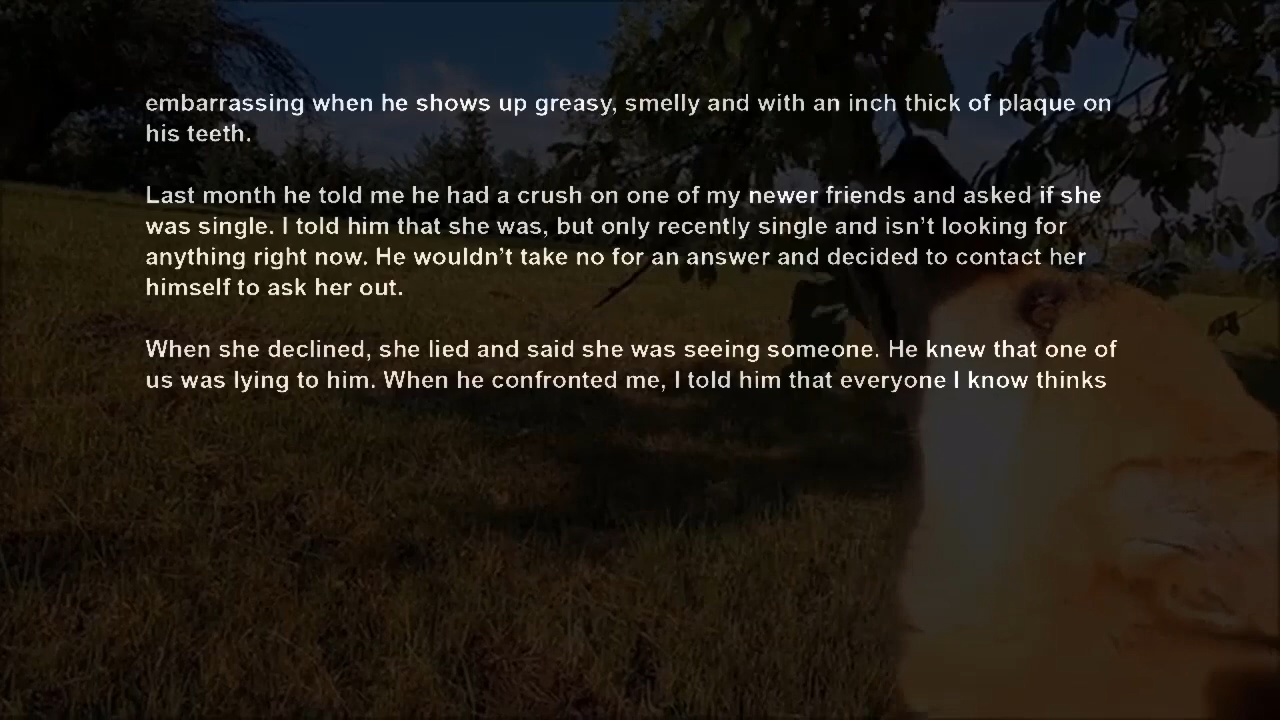 embarrassing when he shows up greasy, smelly and with an inch thick of plaque on
his teeth.
Last month he told me he had a crush on one of my newer friends and asked if she
was single. I told him that she was, but only recently single and isn't looking for
anything right now. He wouldn't take no for an answer and decided to contact her
himself to ask her out.
When she declined, she lied and said she was seeing someone. He knew that one of
us was lying to him. When he confronted me, I told him that everyone I know thinks